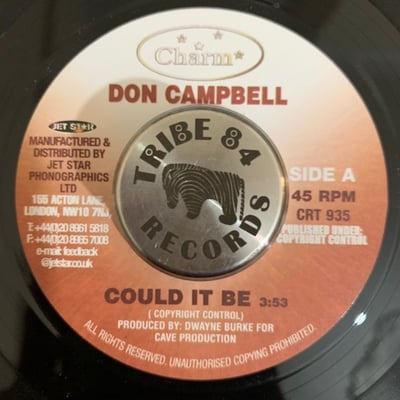 Charm
DON CAMPBELL
JET STAR
MANUFACTURED &
DISTRIBUTED BY
JET STAR
PHONOGRAPHICS
LTD
155 ACTON LANE,
LONDON, NW10 7NJ
T:+44(0)20 8961 5818
F:+44(0)20 8965 7008
e-mail: feedback
@jetstar.co.uk
TRIBE 84
RECORDS
SIDE A
45 RPM
CRT 935
PUBLISHED UNDER:
COPYRIGHT CONTROL
COULD IT BE 3:53
( COPYRIGHT CONTROL)
PRODUCED BY: DWAYNE BURKE FOR
CAVE PRODUCTION
ALL RIGHTS RESERVED. UNAUTHORISED COPYING PROHIBITED.